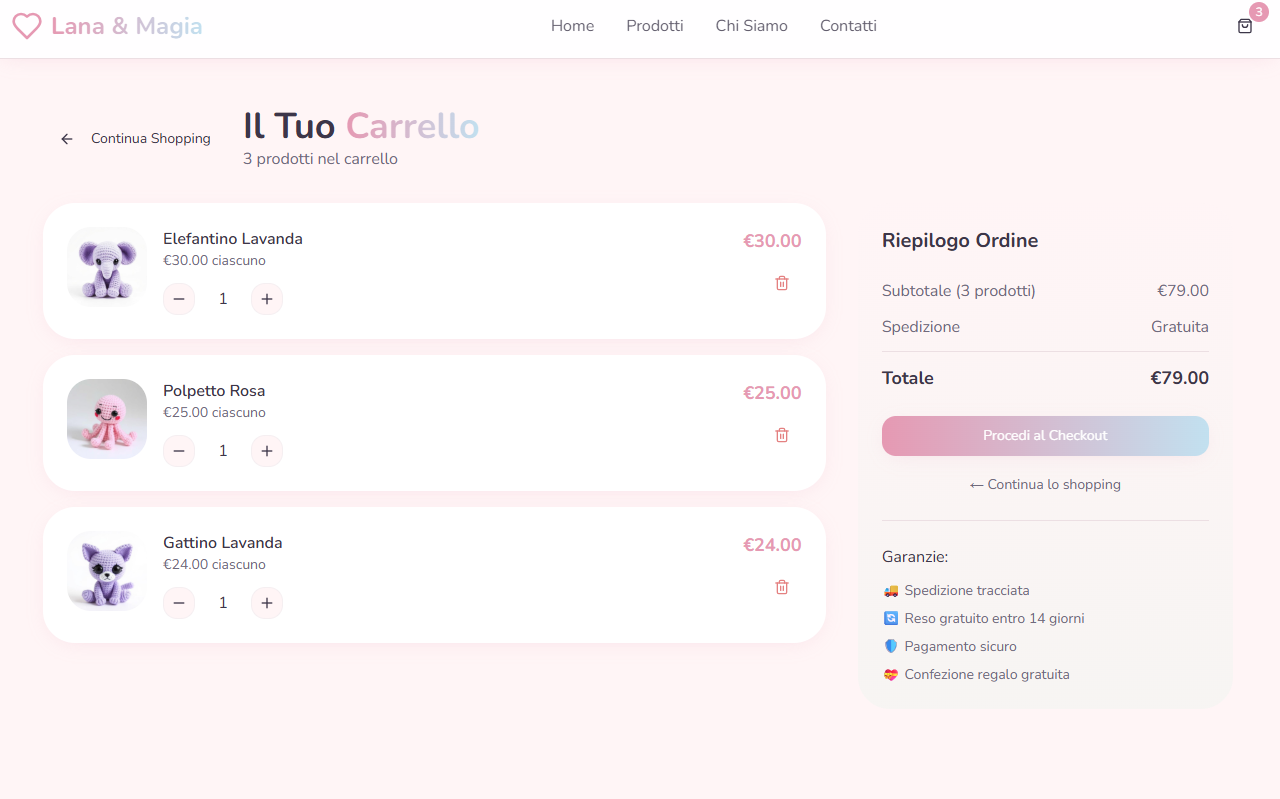 Lana & Magia
Home
Prodotti
Chi Siamo
Contatti
3
Continua Shopping
Il Tuo Carrello
3 prodotti nel carrello
Elefantino Lavanda
€30.00 ciascuno
1
€30.00
Polpetto Rosa
€25.00 ciascuno
1
€25.00
Gattino Lavanda
€24.00 ciascuno
1
€24.00
Riepilogo Ordine
Subtotale (3 prodotti) €79.00
Spedizione Gratuita
Totale €79.00
Procedi al Checkout
← Continua lo shopping
Garanzie:
🚚 Spedizione tracciata
🔄 Reso gratuito entro 14 giorni
🛡️ Pagamento sicuro
💝 Confezione regalo gratuita